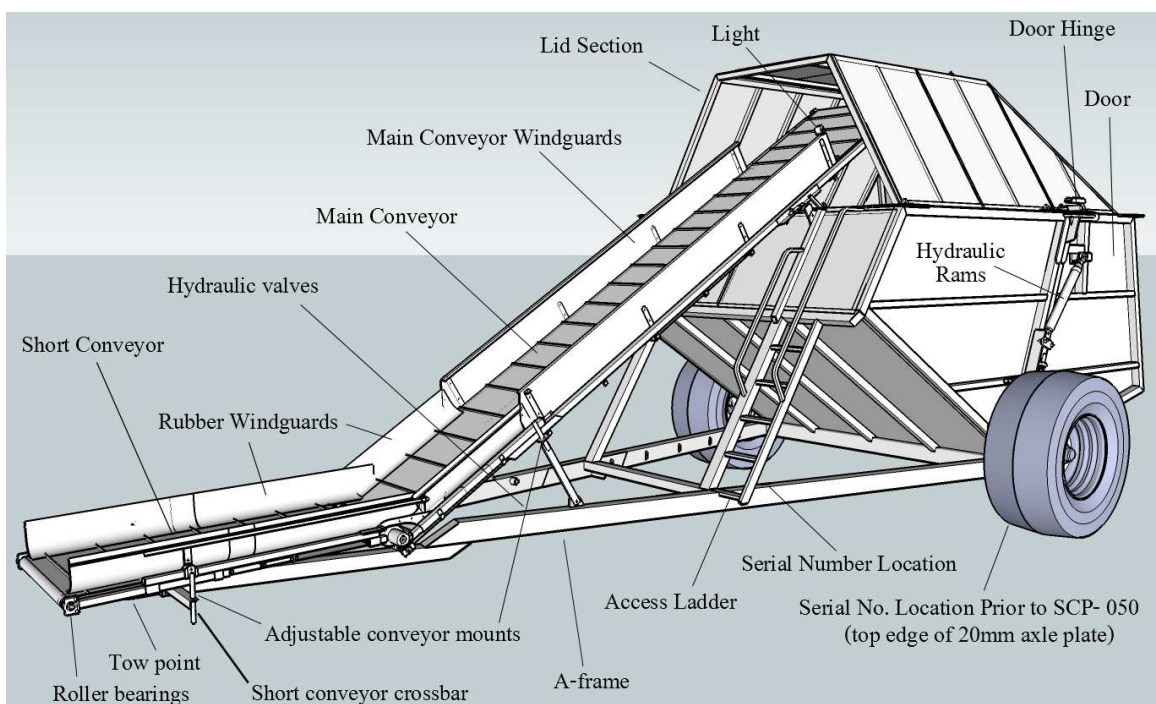 Light
Door Hinge
Lid Section
Door
Main Conveyor Windguards
Main Conveyor
Hydraulic
Rams
Hydraulic valves
Short Conveyor
Rubber Windguards
Serial Number Location
Access Ladder
Serial No. Location Prior to SCP- 050
(top edge of 20mm axle plate)
Adjustable conveyor mounts
Tow point
A-frame
Roller bearings
Short conveyor crossbar